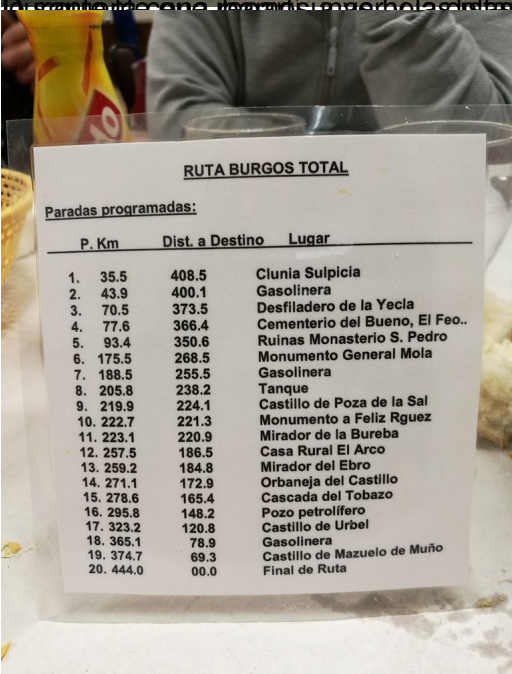 RUTA BURGOS TOTAL
Paradas programadas:
P. Km Dist. a Destino Lugar
1. 35.5 408.5 Clunia Sulpicia
2. 43.9 400.1 Gasolinera
3. 70.5 373.5 Desfiladero de la Yecla
4. 77.6 366.4 Cementerio del Bueno, El Feo..
5. 93.4 350.6 Ruinas Monasterio S. Pedro
6. 175.5 268.5 Monumento General Mola
7. 188.5 255.5 Gasolinera
8. 205.8 238.2 Tanque
9. 219.9 224.1 Castillo de Poza de la Sal
10. 222.7 221.3 Monumento a Feliz Rguez
11. 223.1 220.9 Mirador de la Bureba
12. 257.5 186.5 Casa Rural El Arco
13. 259.2 184.8 Mirador del Ebro
14. 271.1 172.9 Orbaneja del Castillo
15. 278.6 165.4 Cascada del Tobazo
16. 295.8 148.2 Pozo petrolífero
17. 323.2 120.8 Castillo de Urbel
18. 365.1 78.9 Gasolinera
19. 374.7 69.3 Castillo de Mazuelo de Muño
20. 444.0 00.0 Final de Ruta